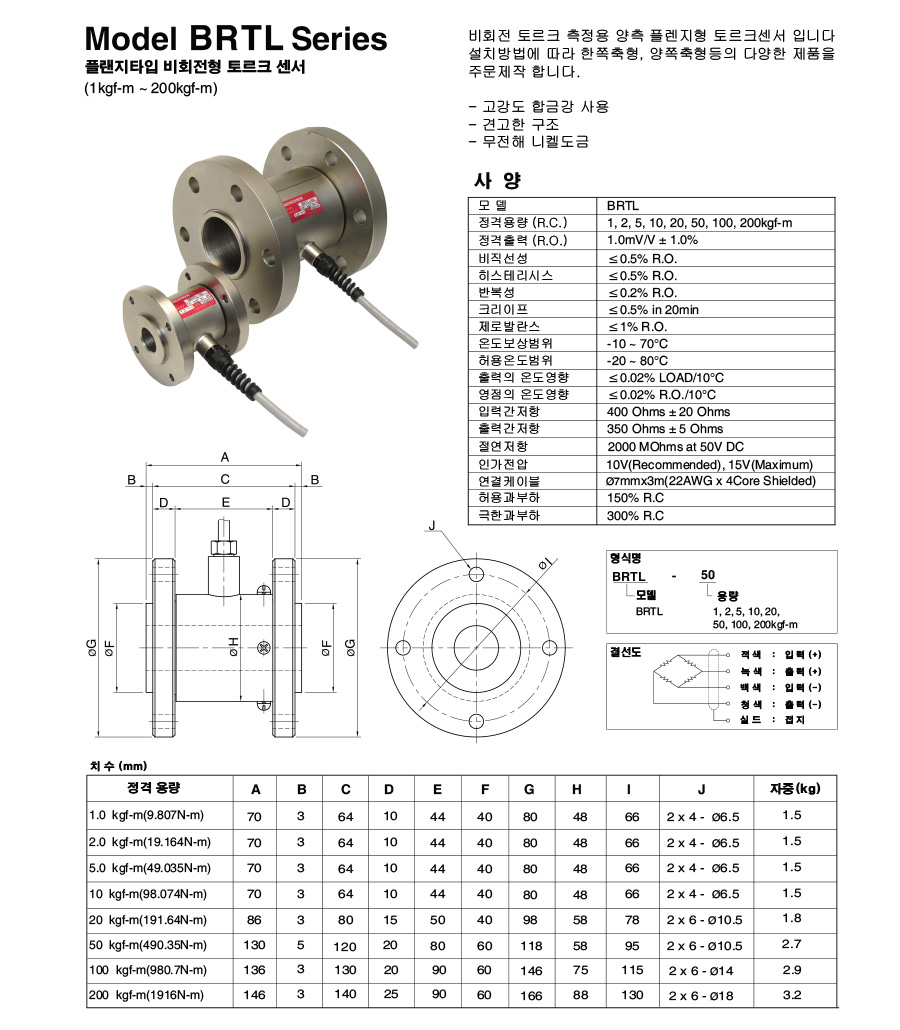 Model BRTL Series
플랜지타입 비회전형 토르크 센서
(1kgf-m ~ 200kgf-m)
비회전 토르크 측정용 양측 플렌지형 토르크센서 입니다
설치방법에 따라 한쪽축형, 양쪽축형등의 다양한 제품을
주문제작 합니다.
– 고강도 합금강 사용
– 견고한 구조
– 무전해 니켈도금
사 양
모 델 BRTL
정격용량 (R.C.) 1, 2, 5, 10, 20, 50, 100, 200kgf-m
정격출력 (R.O.) 1.0mV/V ± 1.0%
비직선성 ≤0.5% R.O.
히스테리시스 ≤0.5% R.O.
반복성 ≤0.2% R.O.
크리이프 ≤0.5% in 20min
제로발란스 ≤1% R.O.
온도보상범위 -10 ~ 70°C
허용온도범위 -20 ~ 80°C
출력의 온도영향 ≤0.02% LOAD/10°C
영점의 온도영향 ≤0.02% R.O./10°C
입력간저항 400 Ohms ± 20 Ohms
출력간저항 350 Ohms ± 5 Ohms
절연저항 2000 MOhms at 50V DC
인가전압 10V(Recommended), 15V(Maximum)
연결케이블 Ø7mmx3m(22AWG x 4Core Shielded)
허용과부하 150% R.C
극한과부하 300% R.C
A
B C B
D E D
J
øI
øG øF øH øF øG
형식명
BRTL - 50
모델 용량
BRTL 1, 2, 5, 10, 20,
50, 100, 200kgf-m
결선도
적색 : 입력 (+)
녹색 : 출력 (+)
백색 : 입력 (–)
청색 : 출력 (–)
실드 : 접지
치 수 (mm)
정격 용량 A B C D E F G H I J 자중(kg)
1.0 kgf-m(9.807N-m) 70 3 64 10 44 40 80 48 66 2 x 4 - Ø6.5 1.5
2.0 kgf-m(19.164N-m) 70 3 64 10 44 40 80 48 66 2 x 4 - Ø6.5 1.5
5.0 kgf-m(49.035N-m) 70 3 64 10 44 40 80 48 66 2 x 4 - Ø6.5 1.5
10 kgf-m(98.074N-m) 70 3 64 10 44 40 80 48 66 2 x 4 - Ø6.5 1.5
20 kgf-m(191.64N-m) 86 3 80 15 50 40 98 58 78 2 x 6 - Ø10.5 1.8
50 kgf-m(490.35N-m) 130 5 120 20 80 60 118 58 95 2 x 6 - Ø10.5 2.7
100 kgf-m(980.7N-m) 136 3 130 20 90 60 146 75 115 2 x 6 - Ø14 2.9
200 kgf-m(1916N-m) 146 3 140 25 90 60 166 88 130 2 x 6 - Ø18 3.2